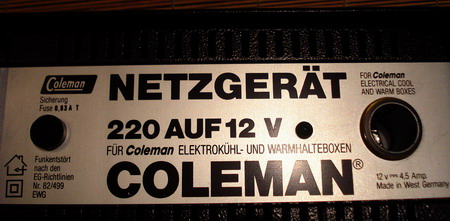 Coleman
NETZGERÄT
FOR Coleman
ELECTRICAL COOL
AND WARM BOXES
Sicherung
Fuse 0,63 A T
220 AUF 12 V
FÜR Coleman ELEKTROKÜHL- UND WARMHALTEBOXEN
COLEMAN®
Funkentstört
nach den
EG-Richtlinien
Nr. 82/499
EWG
12 v 4,5 Amp.
Made in West Germany